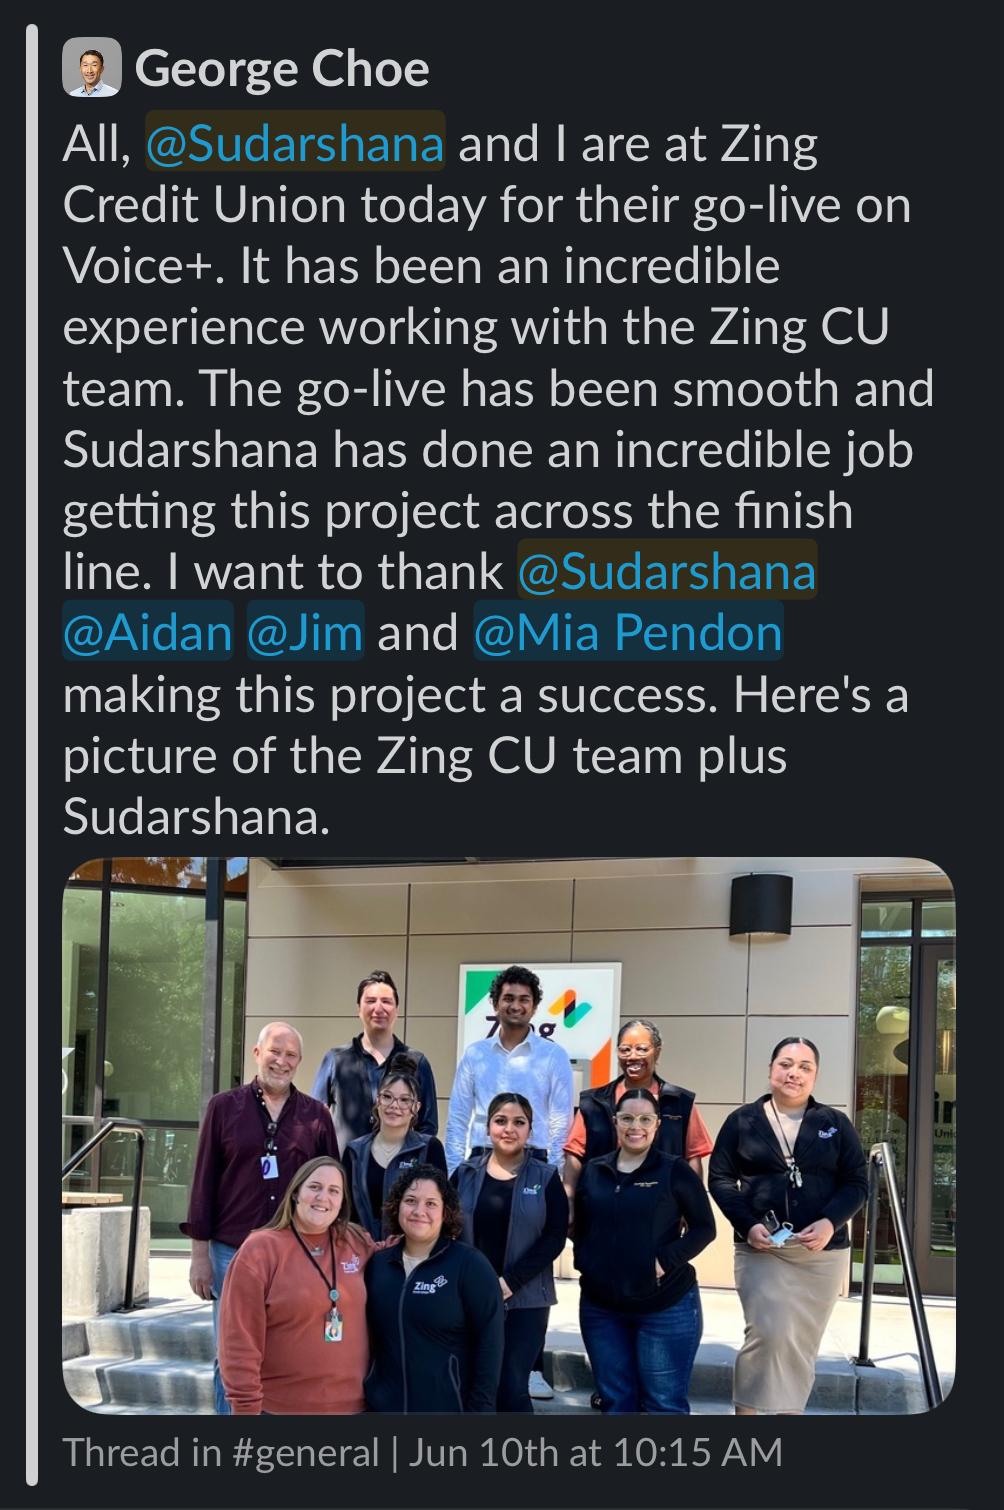 George Choe
All, @Sudarshana and I are at Zing
Credit Union today for their go-live on
Voice+. It has been an incredible
experience working with the Zing CU
team. The go-live has been smooth and
Sudarshana has done an incredible job
getting this project across the finish
line. I want to thank @Sudarshana
@Aidan @Jim and @Mia Pendon
making this project a success. Here's a
picture of the Zing CU team plus
Sudarshana.
Zing
Zing
Zing
Thread in #general | Jun 10th at 10:15 AM